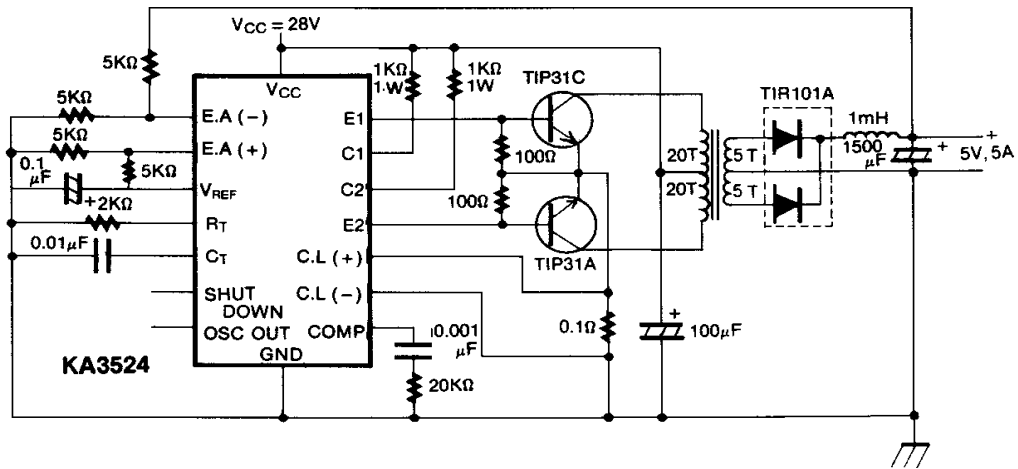 VCC = 28V
5KΩ
1KΩ
1W
1KΩ
1W
TIP31C
TIR101A
VCC
5KΩ
E.A (-)
E1
1mH
5KΩ
E.A (+)
C1
100Ω
20T
5T
1500
μF
+
+
5V, 5A
0.1
μF
5KΩ
VREF
C2
100Ω
20T
5T
+
2KΩ
RT
E2
TIP31A
0.01μF
CT
C.L (+)
SHUT
DOWN
C.L (-)
OSC OUT
COMP
0.001
μF
0.1Ω
+
100μF
GND
KA3524
20KΩ